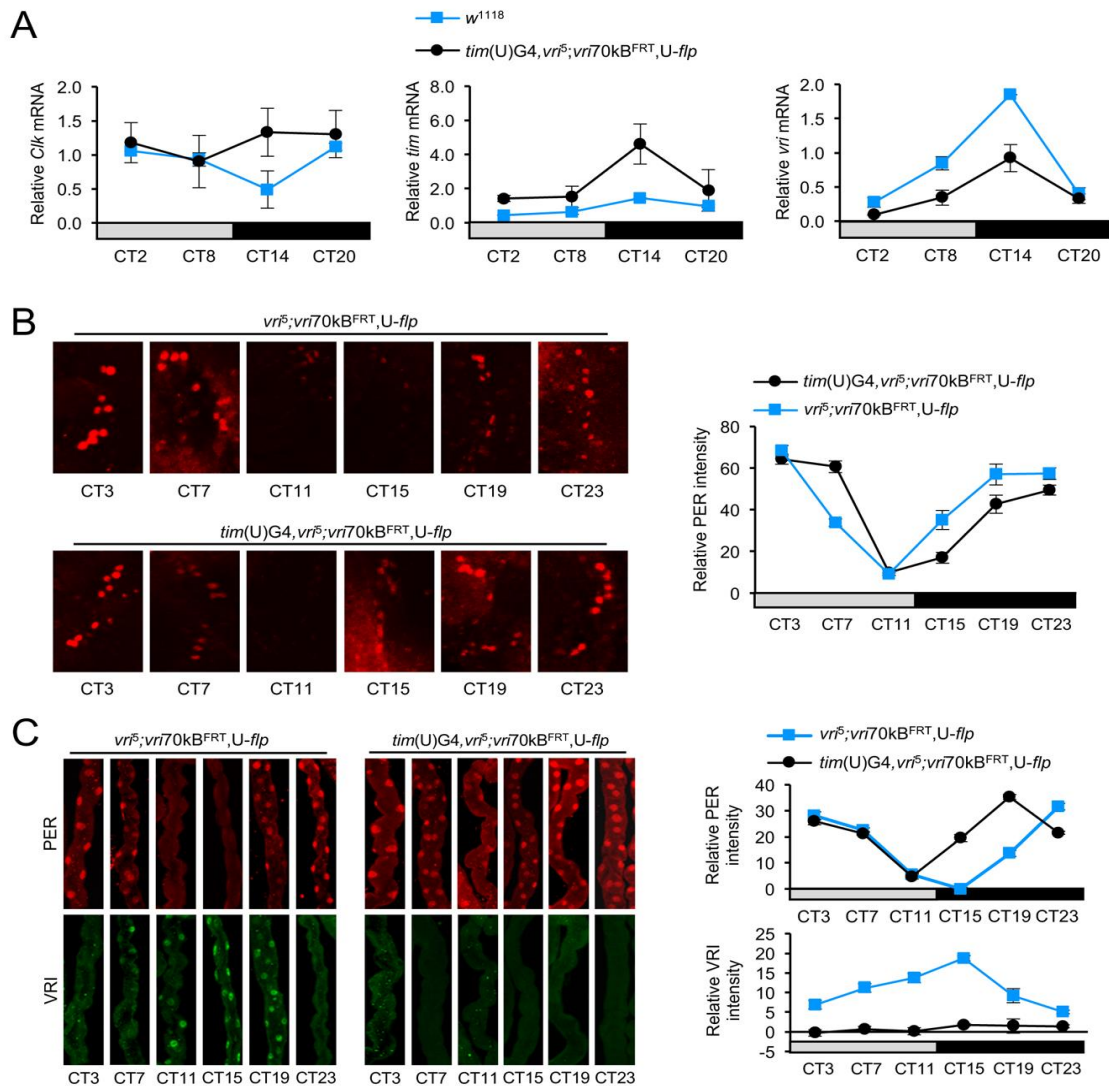 A
w¹¹¹⁸
tim(U)G4,vri⁵;vri70kBᶠᴿᵀ,U-flp
Relative Clk mRNA
2.0
1.5
1.0
0.5
0.0
CT2 CT8 CT14 CT20
Relative tim mRNA
8.0
6.0
4.0
2.0
0.0
CT2 CT8 CT14 CT20
Relative vri mRNA
2.0
1.5
1.0
0.5
0.0
CT2 CT8 CT14 CT20
B
vri⁵;vri70kBᶠᴿᵀ,U-flp
CT3 CT7 CT11 CT15 CT19 CT23
tim(U)G4,vri⁵;vri70kBᶠᴿᵀ,U-flp
CT3 CT7 CT11 CT15 CT19 CT23
tim(U)G4,vri⁵;vri70kBᶠᴿᵀ,U-flp
vri⁵;vri70kBᶠᴿᵀ,U-flp
Relative PER intensity
80
60
40
20
0
CT3 CT7 CT11 CT15 CT19 CT23
C
vri⁵;vri70kBᶠᴿᵀ,U-flp
tim(U)G4,vri⁵;vri70kBᶠᴿᵀ,U-flp
PER
VRI
CT3 CT7 CT11 CT15 CT19 CT23
CT3 CT7 CT11 CT15 CT19 CT23
vri⁵;vri70kBᶠᴿᵀ,U-flp
tim(U)G4,vri⁵;vri70kBᶠᴿᵀ,U-flp
Relative PER
intensity
40
30
20
10
0
CT3 CT7 CT11 CT15 CT19 CT23
Relative VRI
intensity
25
20
15
10
5
0
-5
CT3 CT7 CT11 CT15 CT19 CT23